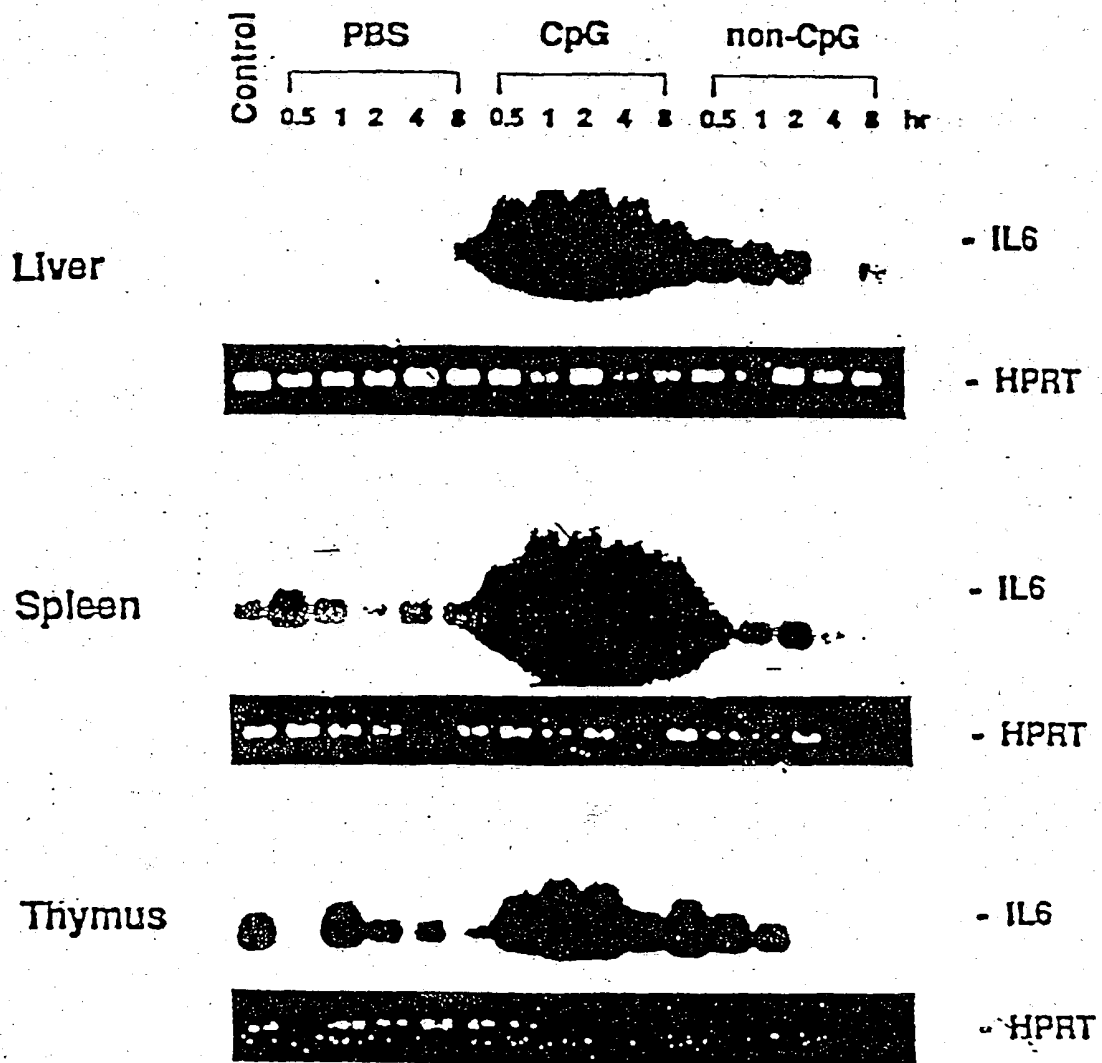 Control PBS CpG non-CpG
0.5 1 2 4 8 0.5 1 2 4 8 0.5 1 2 4 8 hr
- IL6
Liver
- HPRT
- IL6
Spleen
- HPRT
- IL6
Thymus
- HPRT